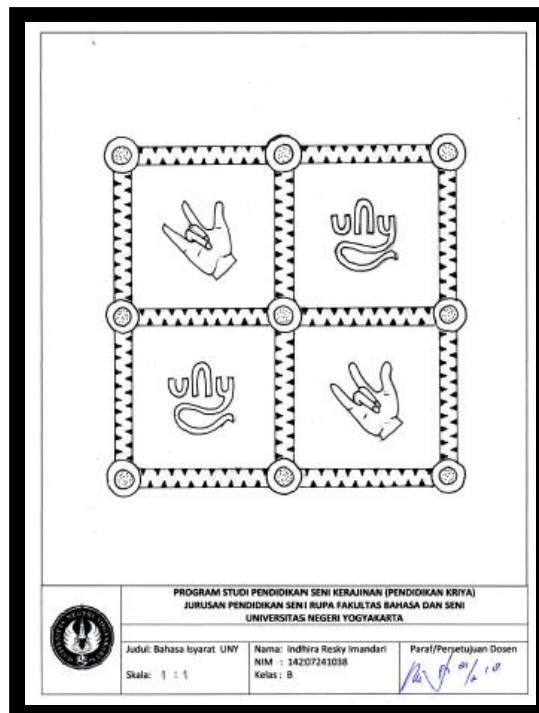 uny
uny
PROGRAM STUDI PENDIDIKAN SENI KERAJINAN (PENDIDIKAN KRIYA)
JURUSAN PENDIDIKAN SENI RUPA FAKULTAS BAHASA DAN SENI
UNIVERSITAS NEGERI YOGYAKARTA
Judul: Bahasa Isyarat UNY
Skala: 1 : 1
Nama: Indhira Resky Imandari
NIM : 14207241038
Kelas : B
Paraf/Persetujuan Dosen